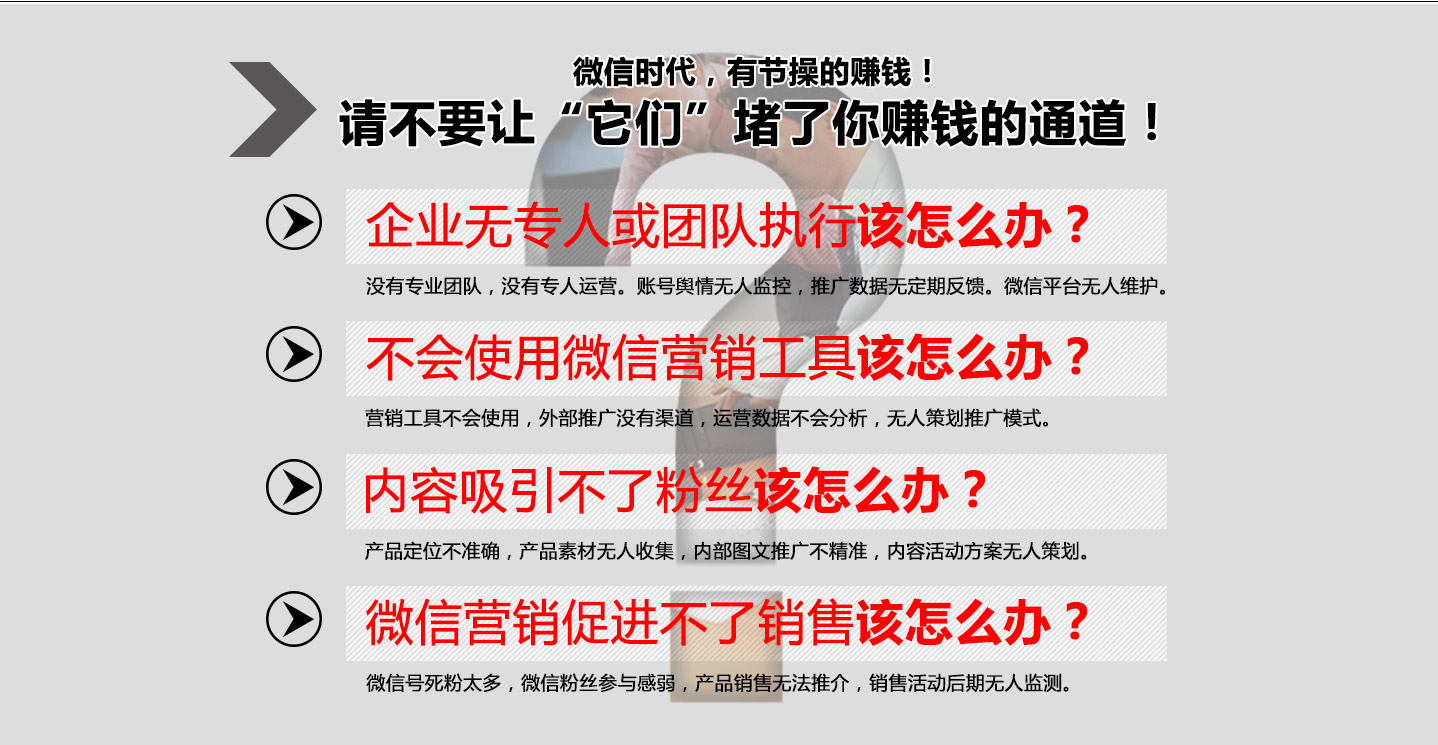 微信时代，有节操的赚钱！
请不要让“它们”堵了你赚钱的通道！
企业无专人或团队执行该怎么办？
没有专业团队，没有专人运营。账号舆情无人监控，推广数据无定期反馈。微信平台无人维护。
不会使用微信营销工具该怎么办？
营销工具不会使用，外部推广没有渠道，运营数据不会分析，无人策划推广模式。
内容吸引不了粉丝该怎么办？
产品定位不准确，产品素材无人收集，内部图文推广不精准，内容活动方案无人策划。
微信营销促进不了销售该怎么办？
微信号死粉太多，微信粉丝参与感弱，产品销售无法推介，销售活动后期无人监测。